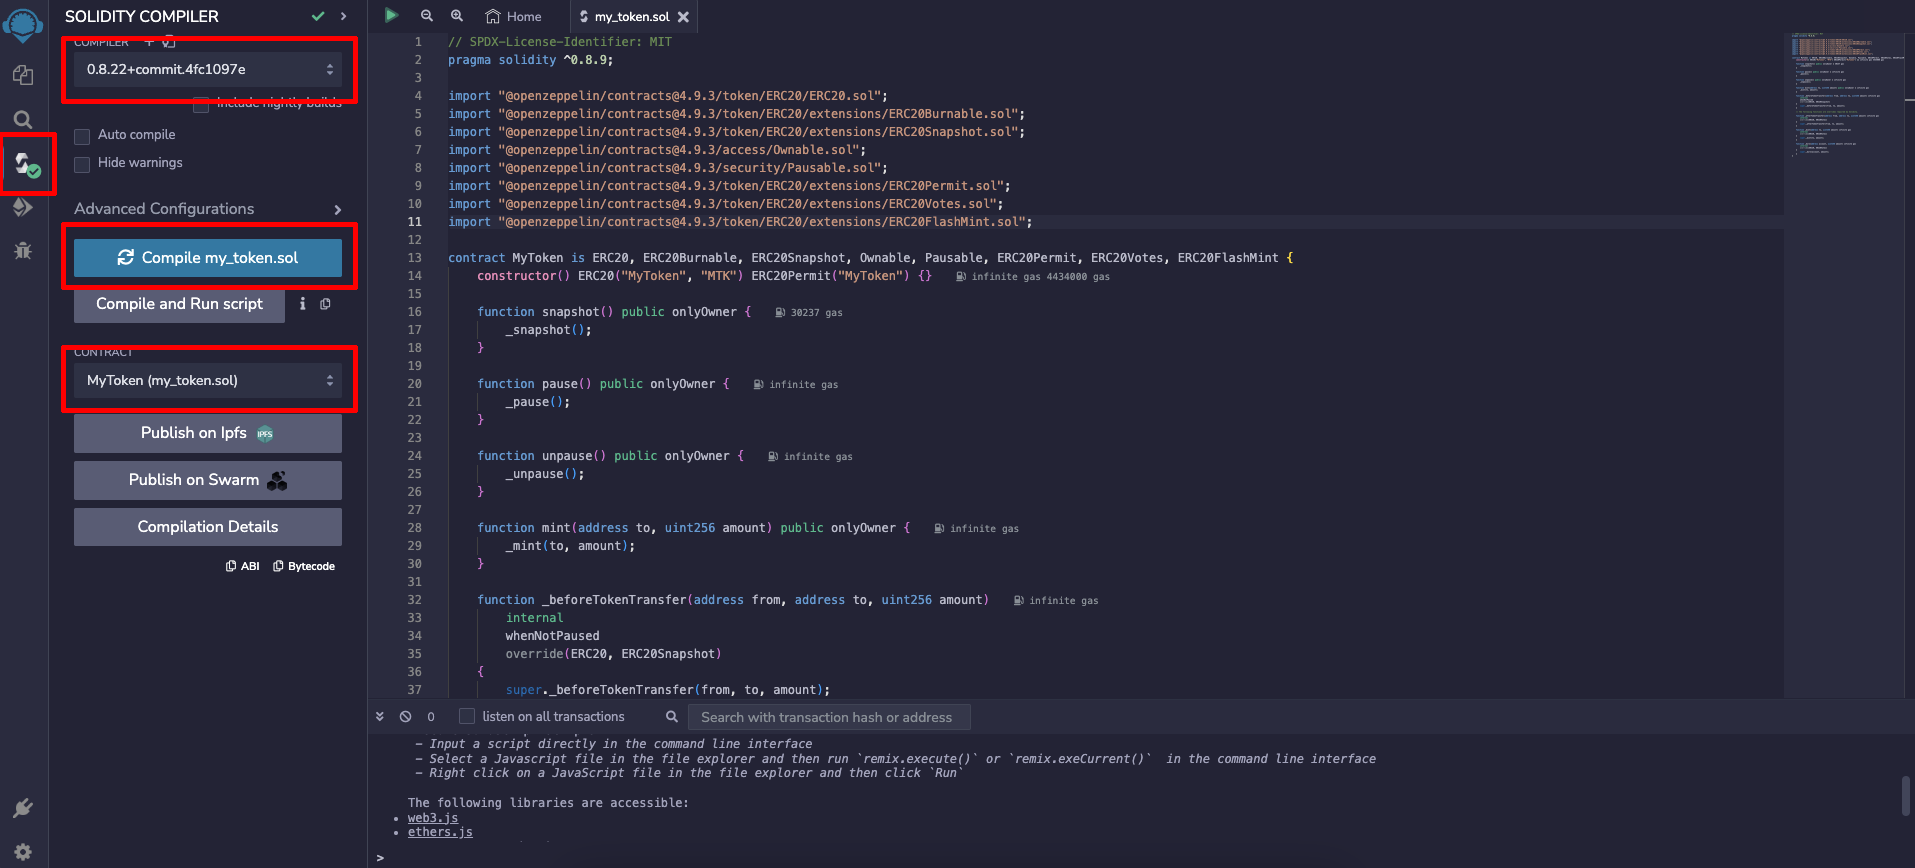 SOLIDITY COMPILER
COMPILER
0.8.22+commit.4fc1097e
Include nightly builds
Auto compile
Hide warnings
Advanced Configurations
Compile my_token.sol
Compile and Run script
CONTRACT
MyToken (my_token.sol)
Publish on Ipfs
IPFS
Publish on Swarm
Compilation Details
ABI
Bytecode
Home
my_token.sol
1 // SPDX-License-Identifier: MIT
2 pragma solidity ^0.8.9;
3
4 import "@openzeppelin/contracts@4.9.3/token/ERC20/ERC20.sol";
5 import "@openzeppelin/contracts@4.9.3/token/ERC20/extensions/ERC20Burnable.sol";
6 import "@openzeppelin/contracts@4.9.3/token/ERC20/extensions/ERC20Snapshot.sol";
7 import "@openzeppelin/contracts@4.9.3/access/Ownable.sol";
8 import "@openzeppelin/contracts@4.9.3/security/Pausable.sol";
9 import "@openzeppelin/contracts@4.9.3/token/ERC20/extensions/ERC20Permit.sol";
10 import "@openzeppelin/contracts@4.9.3/token/ERC20/extensions/ERC20Votes.sol";
11 import "@openzeppelin/contracts@4.9.3/token/ERC20/extensions/ERC20FlashMint.sol";
12
13 contract MyToken is ERC20, ERC20Burnable, ERC20Snapshot, Ownable, Pausable, ERC20Permit, ERC20Votes, ERC20FlashMint {
14 constructor() ERC20("MyToken", "MTK") ERC20Permit("MyToken") {} infinite gas 4434000 gas
15
16 function snapshot() public onlyOwner { 30237 gas
17 _snapshot();
18 }
19
20 function pause() public onlyOwner { infinite gas
21 _pause();
22 }
23
24 function unpause() public onlyOwner { infinite gas
25 _unpause();
26 }
27
28 function mint(address to, uint256 amount) public onlyOwner { infinite gas
29 _mint(to, amount);
30 }
31
32 function _beforeTokenTransfer(address from, address to, uint256 amount) infinite gas
33 internal
34 whenNotPaused
35 override(ERC20, ERC20Snapshot)
36 {
37 super._beforeTokenTransfer(from, to, amount);
0
listen on all transactions
Search with transaction hash or address
- Input a script directly in the command line interface
- Select a Javascript file in the file explorer and then run `remix.execute()` or `remix.exeCurrent()` in the command line interface
- Right click on a JavaScript file in the file explorer and then click `Run`
The following libraries are accessible:
• web3.js
• ethers.js
>